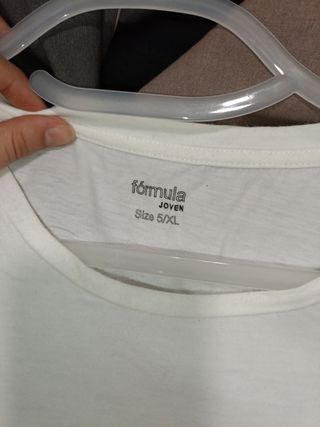 fórmula
JOVEN
Size 5/XL